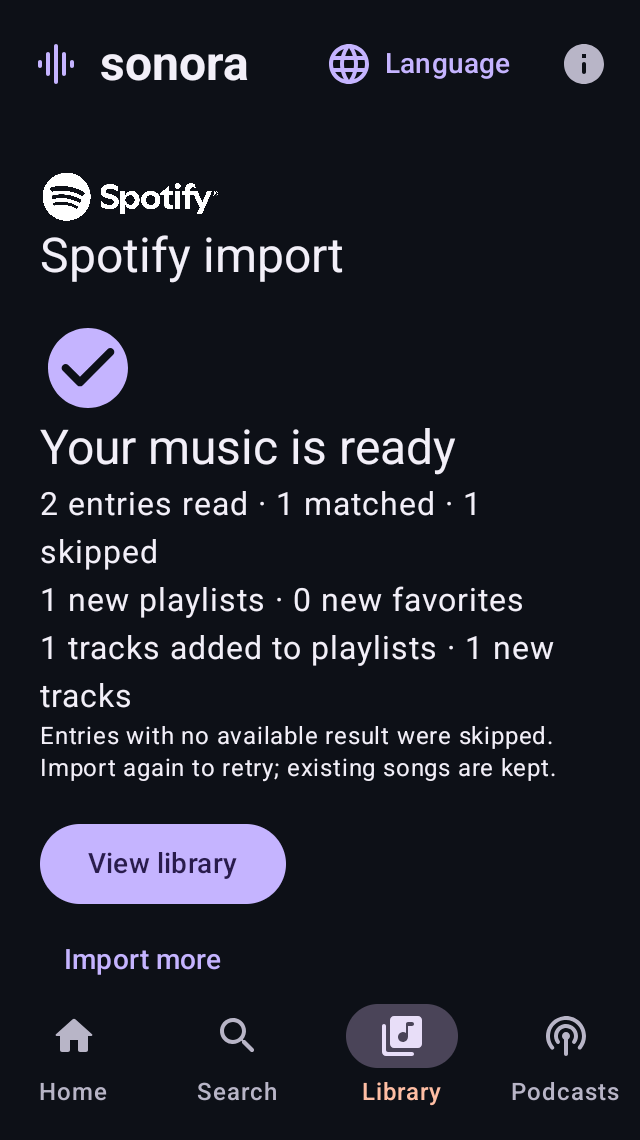 sonora
Language
Spotify
Spotify import
Your music is ready
2 entries read · 1 matched · 1
skipped
1 new playlists · 0 new favorites
1 tracks added to playlists · 1 new
tracks
Entries with no available result were skipped.
Import again to retry; existing songs are kept.
View library
Import more
Home
Search
Library
Podcasts